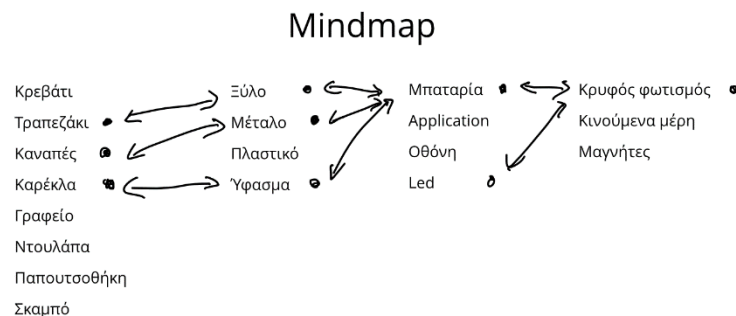 Mindmap
Κρεβάτι
Τραπεζάκι
Καναπές
Καρέκλα
Γραφείο
Ντουλάπα
Παπουτσοθήκη
Σκαμπό
Ξύλο
Μέταλο
Πλαστικό
Ύφασμα
Μπαταρία
Application
Οθόνη
Led
Κρυφός φωτισμός
Κινούμενα μέρη
Μαγνήτες